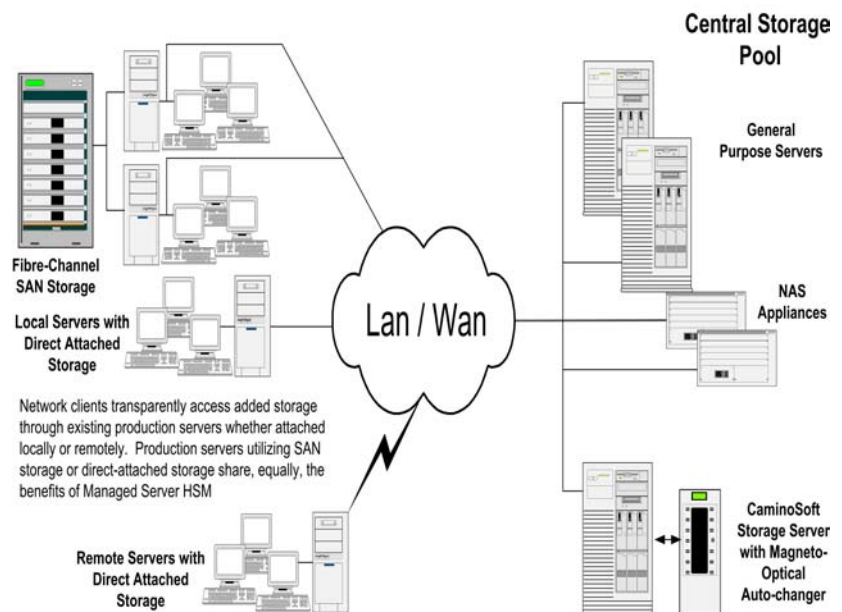 Central Storage
Pool
General
Purpose Servers
Fibre-Channel
SAN Storage
NAS
Appliances
Lan / Wan
Local Servers with
Direct Attached
Storage
Network clients transparently access added storage
through existing production servers whether attached
locally or remotely. Production servers utilizing SAN
storage or direct-attached storage share, equally, the
benefits of Managed Server HSM
CaminoSoft
Storage Server
with Magneto-
Optical
Auto-changer
Remote Servers with
Direct Attached
Storage